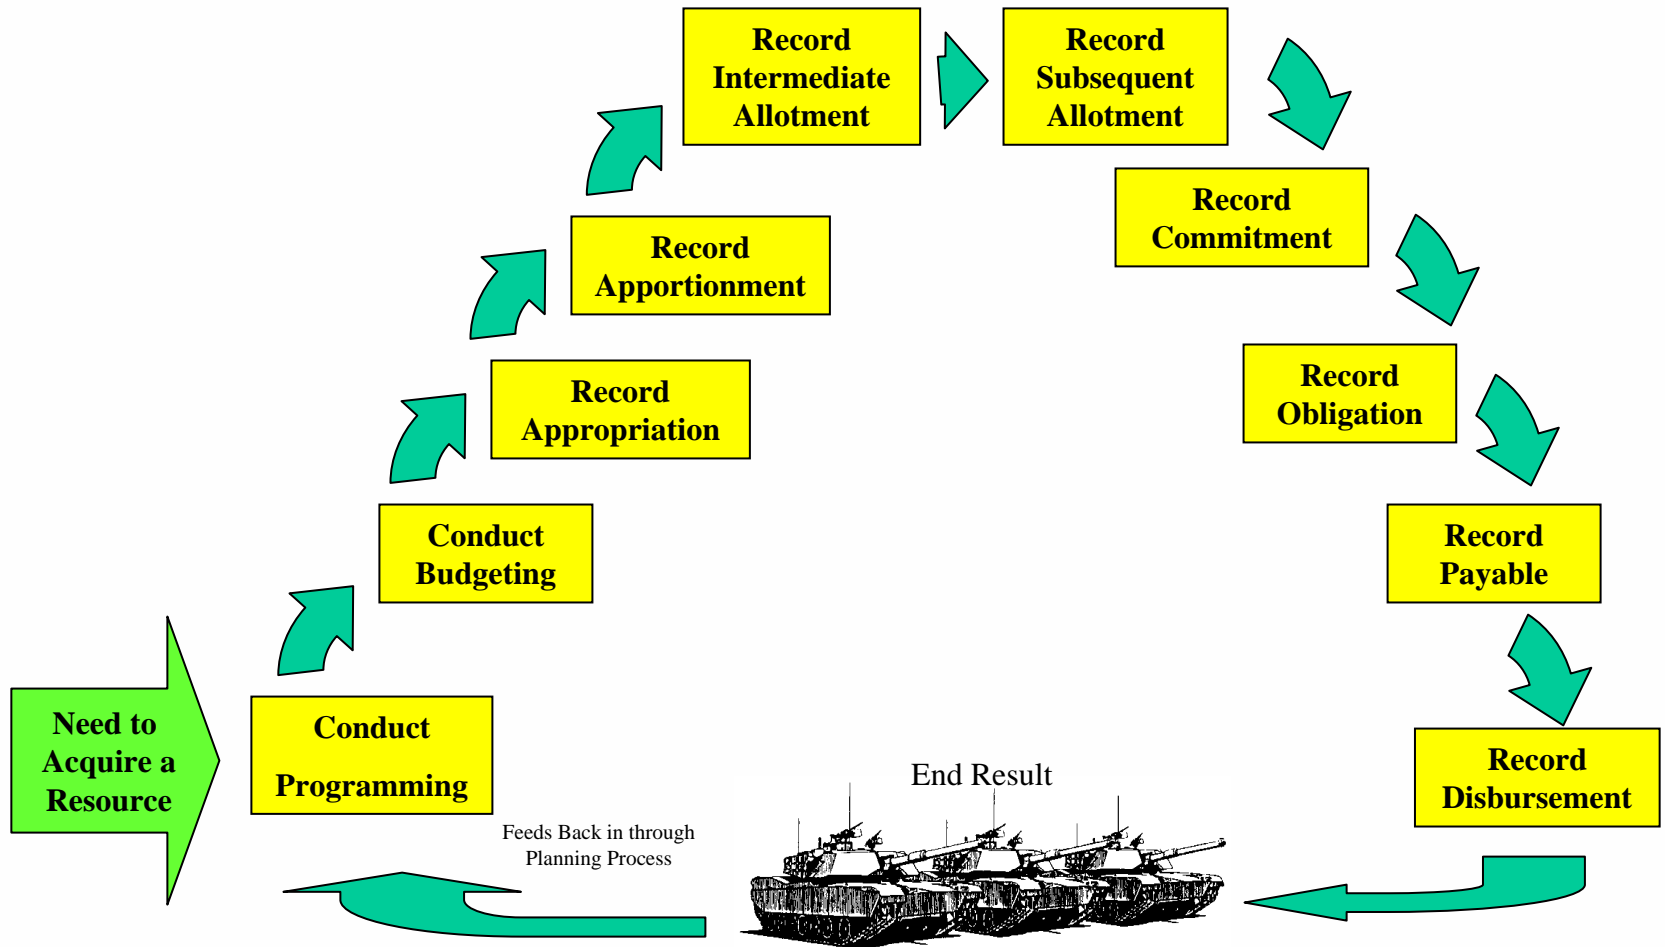 Need to
Acquire a
Resource
Conduct
Programming
Conduct
Budgeting
Record
Appropriation
Record
Apportionment
Record
Intermediate
Allotment
Record
Subsequent
Allotment
Record
Commitment
Record
Obligation
Record
Payable
Record
Disbursement
End Result
Feeds Back in through
Planning Process